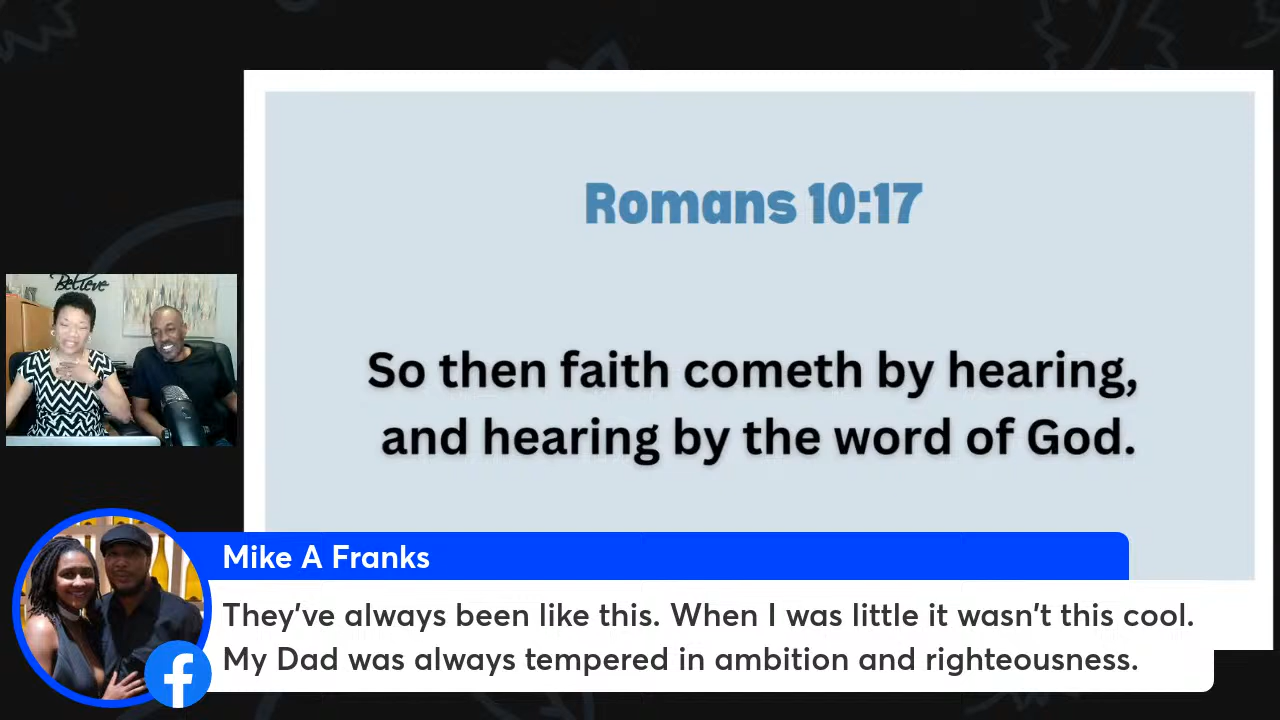 Believe
Romans 10:17
So then faith cometh by hearing,
and hearing by the word of God.
Mike A Franks
They've always been like this. When I was little it wasn't this cool.
My Dad was always tempered in ambition and righteousness.